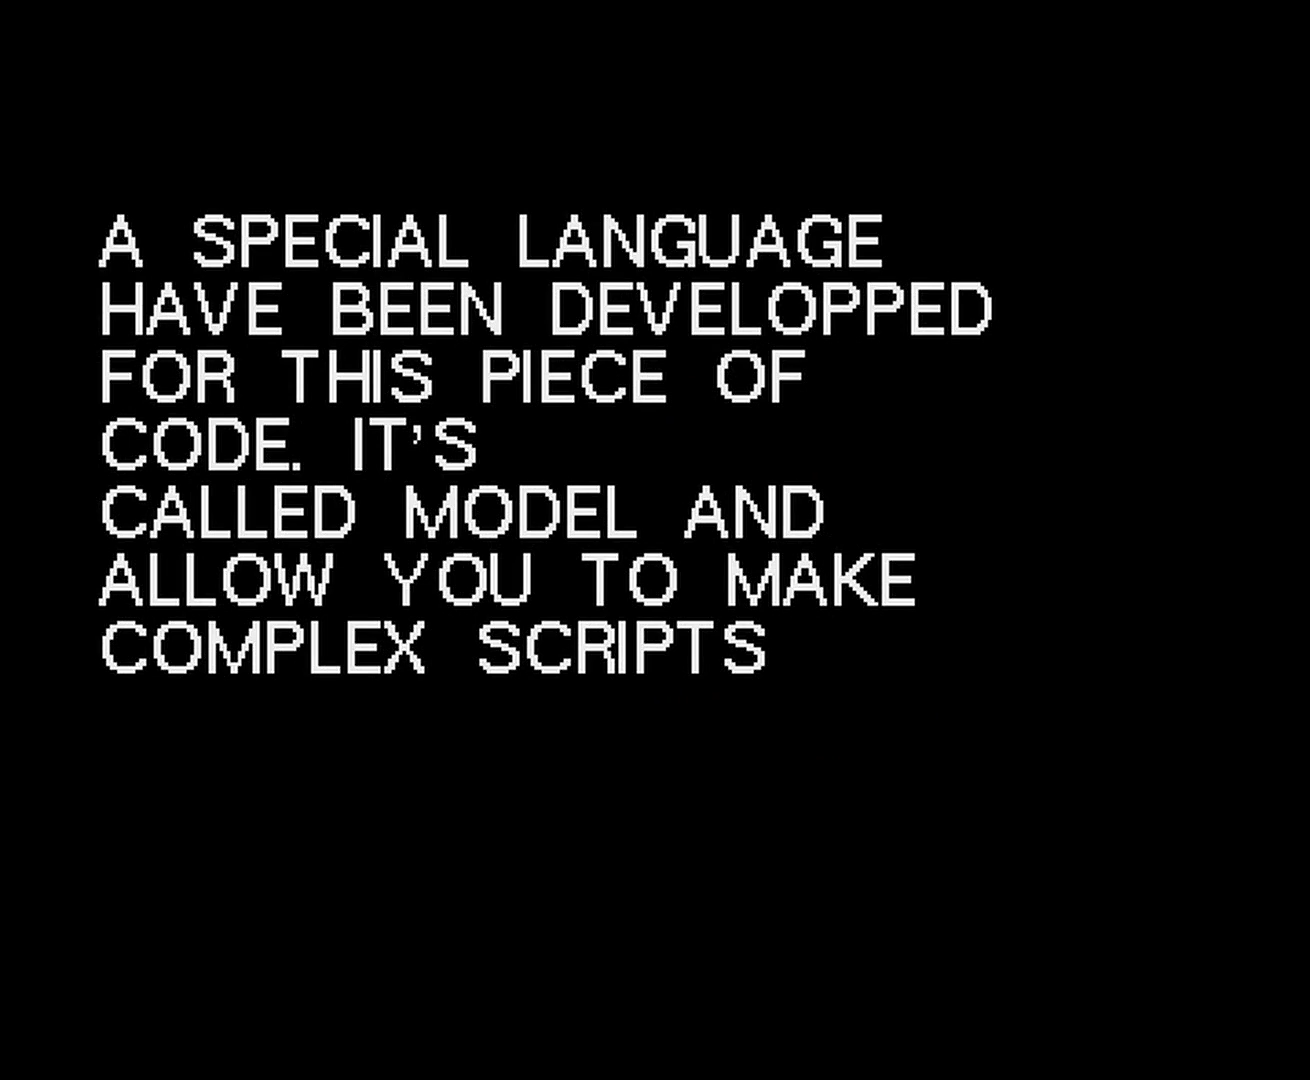 A SPECIAL LANGUAGE
HAVE BEEN DEVELOPPED
FOR THIS PIECE OF
CODE. IT'S
CALLED MODEL AND
ALLOW YOU TO MAKE
COMPLEX SCRIPTS